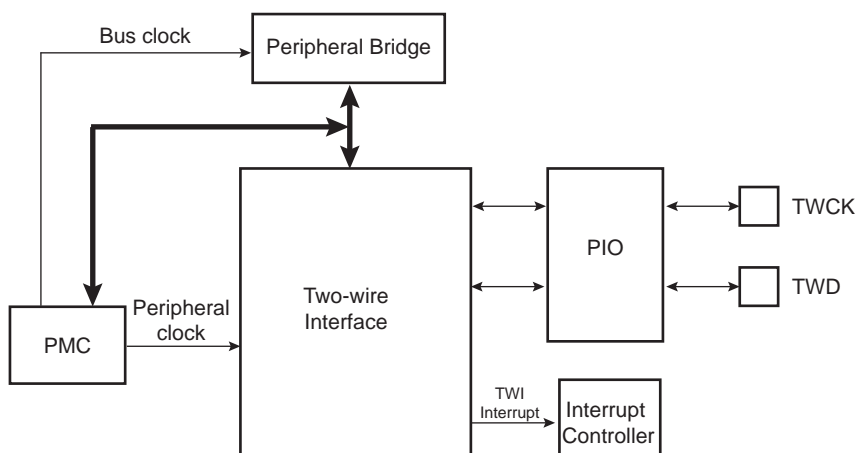 Bus clock
Peripheral Bridge
PMC
Peripheral
clock
Two-wire
Interface
PIO
TWCK
TWD
TWI
Interrupt
Interrupt
Controller